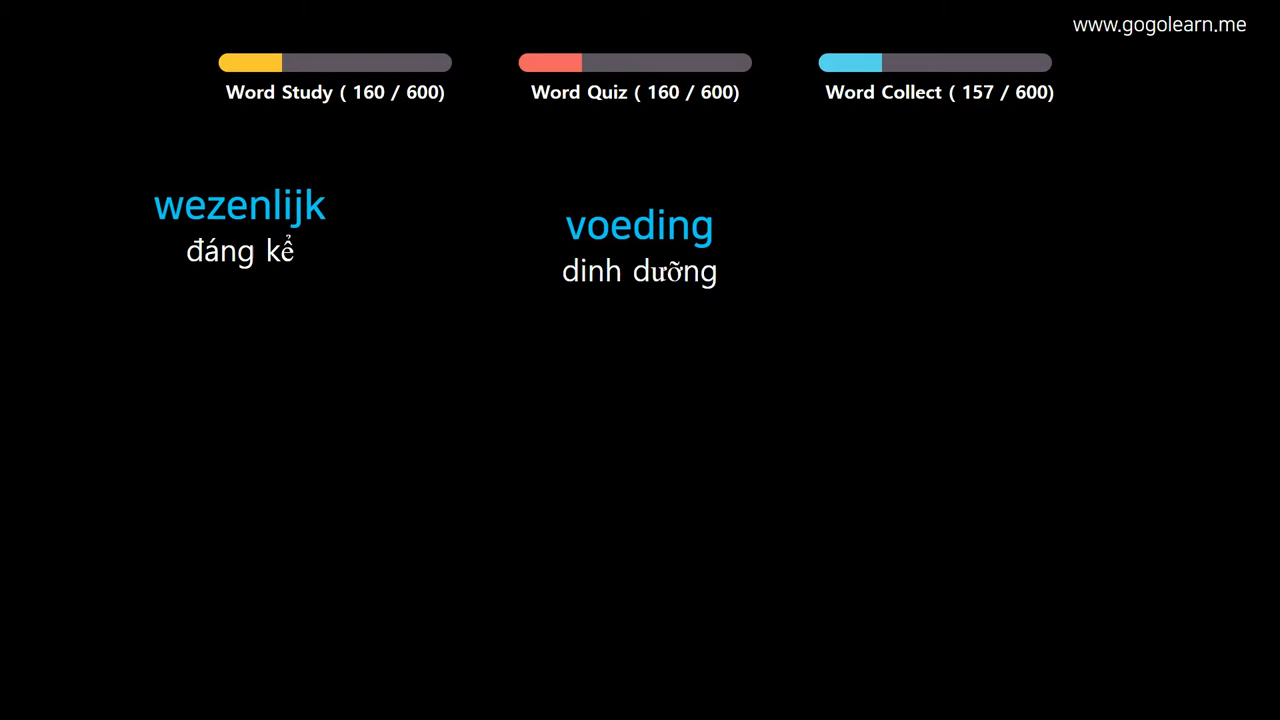 www.gogolearn.me
Word Study ( 160 / 600)
Word Quiz ( 160 / 600)
Word Collect ( 157 / 600)
wezenlijk
đáng kể
voeding
dinh dưỡng